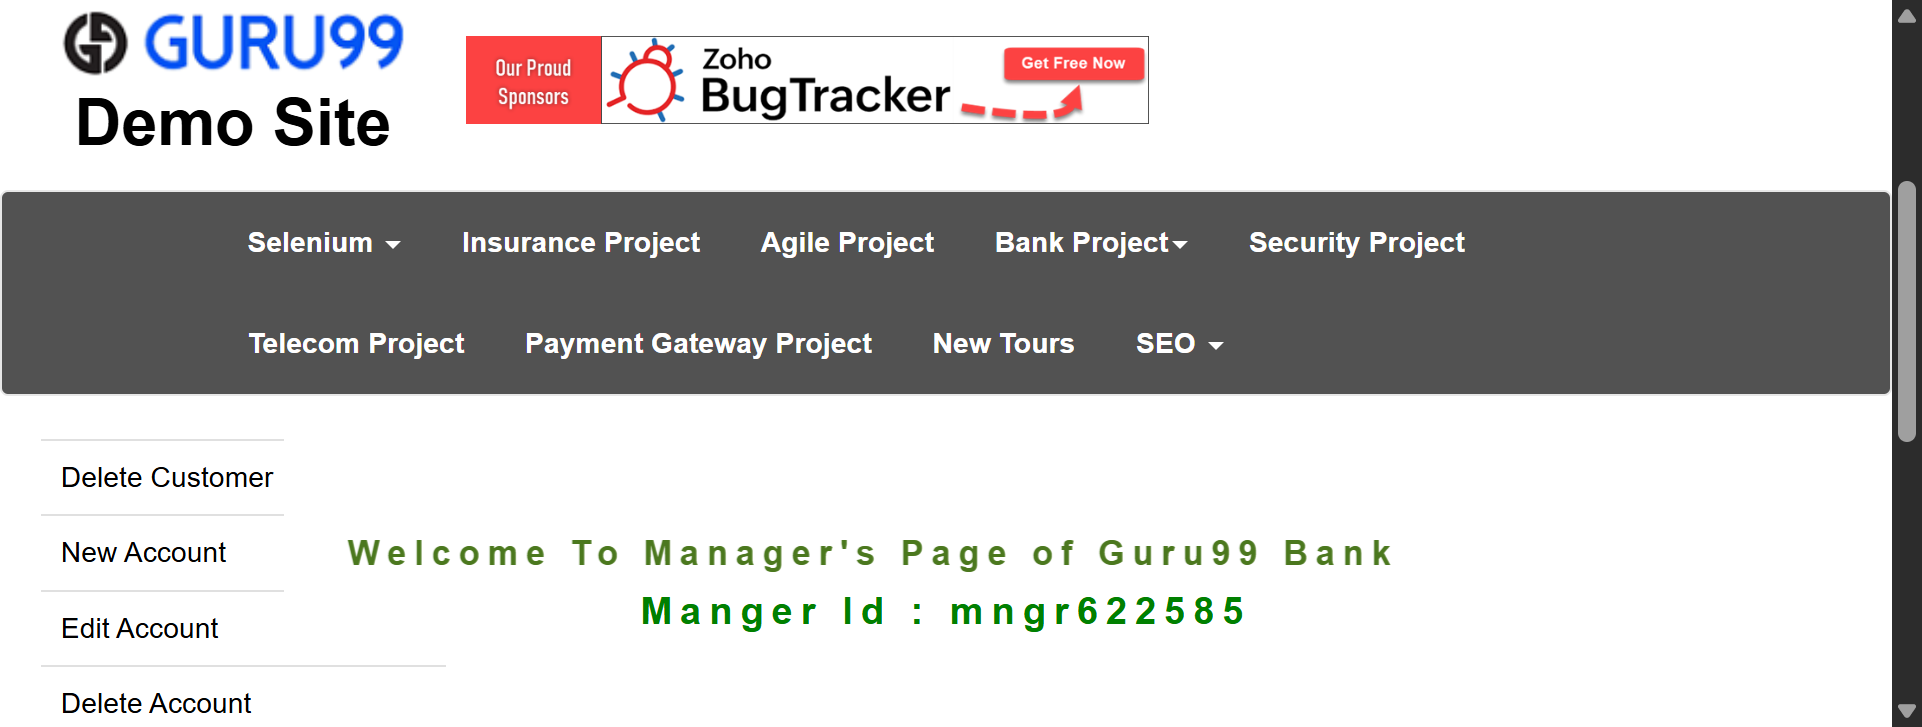 GURU99
Demo Site
Our Proud
Sponsors
Zoho
BugTracker
Get Free Now
Selenium
Insurance Project
Agile Project
Bank Project
Security Project
Telecom Project
Payment Gateway Project
New Tours
SEO
Delete Customer
New Account
Edit Account
Delete Account
Welcome To Manager's Page of Guru99 Bank
Manger Id : mngr622585